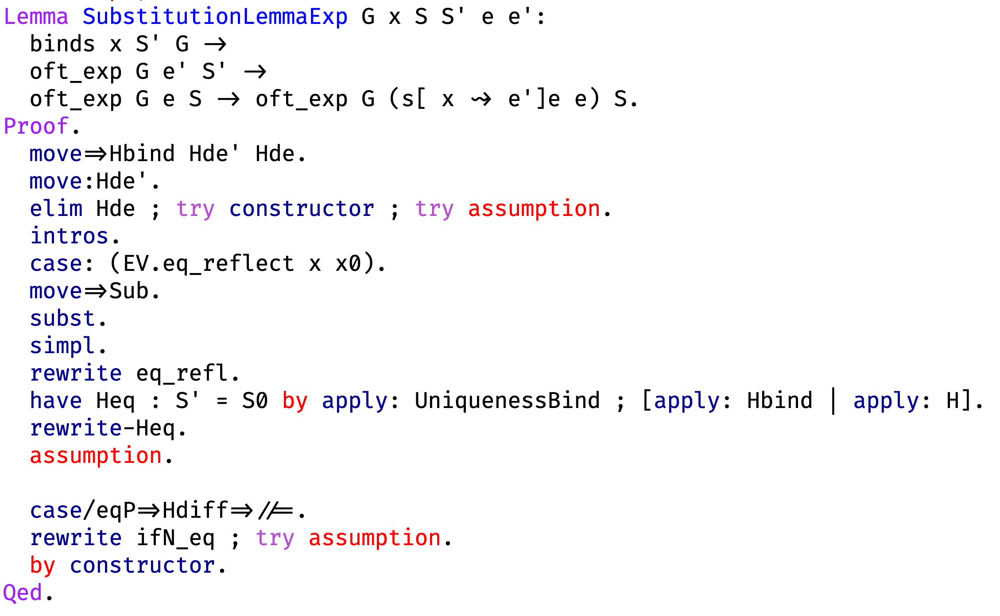 Lemma SubstitutionLemmaExp G x S S' e e':
  binds x S' G →
  oft_exp G e' S' →
  oft_exp G e S → oft_exp G (s[ x ⇝ e']e e) S.
Proof.
  move⇒Hbind Hde' Hde.
  move:Hde'.
  elim Hde ; try constructor ; try assumption.
  intros.
  case: (EV.eq_reflect x x0).
  move⇒Sub.
  subst.
  simpl.
  rewrite eq_refl.
  have Heq : S' = S0 by apply: UniquenessBind ; [apply: Hbind | apply: H].
  rewrite-Heq.
  assumption.

  case/eqP⇒Hdiff⇒//=.
  rewrite ifN_eq ; try assumption.
  by constructor.
Qed.